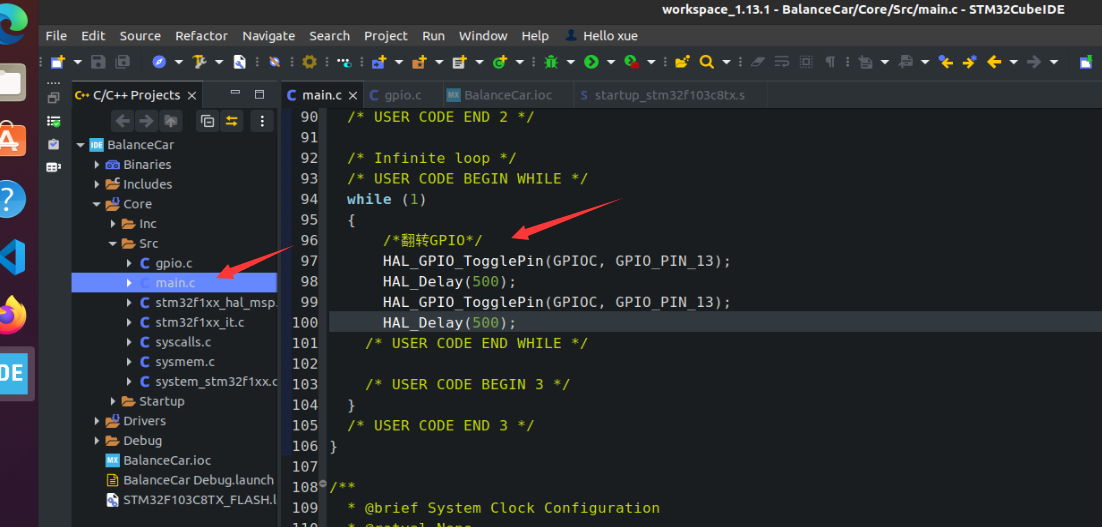 workspace_1.13.1 - BalanceCar/Core/Src/main.c - STM32CubeIDE
File Edit Source Refactor Navigate Search Project Run Window Help Hello xue
C/C++ Projects
main.c gpio.c BalanceCar.ioc startup_stm32f103c8tx.s
BalanceCar
Binaries
Includes
Core
Inc
Src
gpio.c
main.c
stm32f1xx_hal_msp.
stm32f1xx_it.c
syscalls.c
sysmem.c
system_stm32f1xx.c
Startup
Drivers
Debug
BalanceCar.ioc
BalanceCar Debug.launch
STM32F103C8TX_FLASH.l
90 /* USER CODE END 2 */
91
92 /* Infinite loop */
93 /* USER CODE BEGIN WHILE */
94 while (1)
95 {
96 /*翻转GPIO*/
97 HAL_GPIO_TogglePin(GPIOC, GPIO_PIN_13);
98 HAL_Delay(500);
99 HAL_GPIO_TogglePin(GPIOC, GPIO_PIN_13);
100 HAL_Delay(500);
101 /* USER CODE END WHILE */
102
103 /* USER CODE BEGIN 3 */
104 }
105 /* USER CODE END 3 */
106 }
107
108 /**
109 * @brief System Clock Configuration